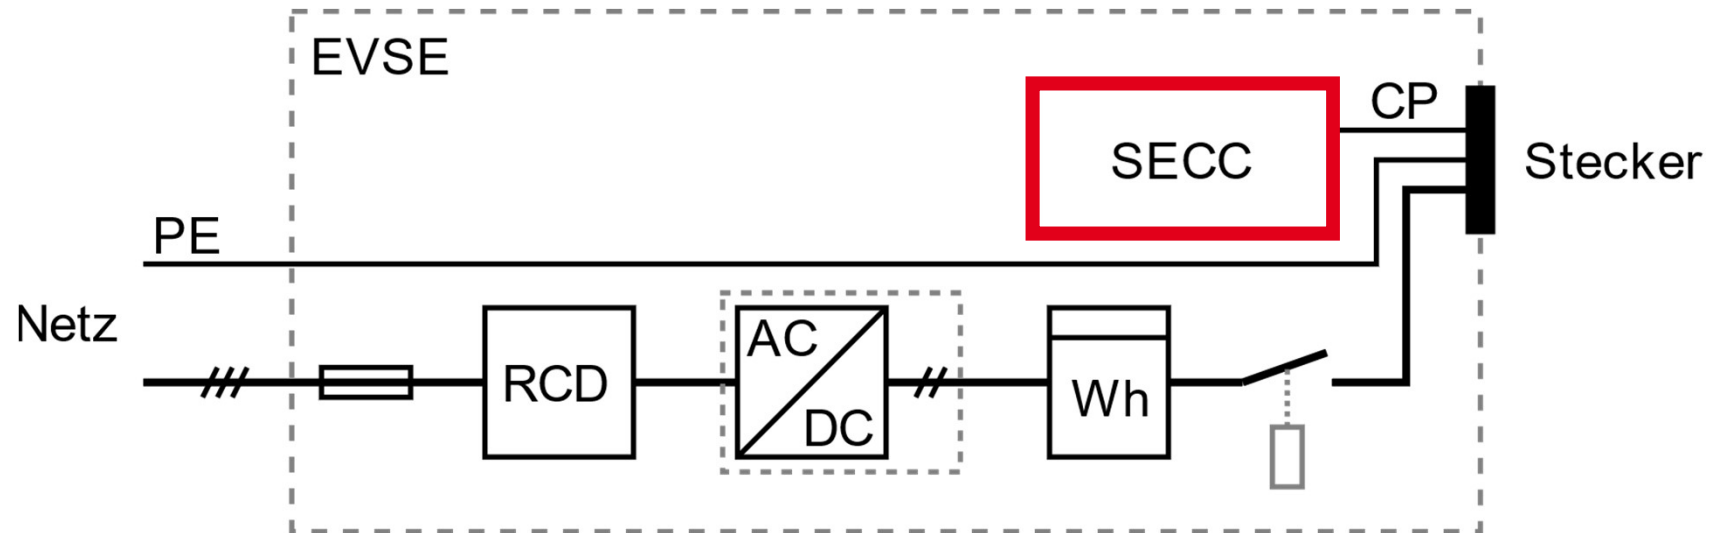 EVSE
CP
SECC
Stecker
PE
Netz
RCD
AC
DC
Wh